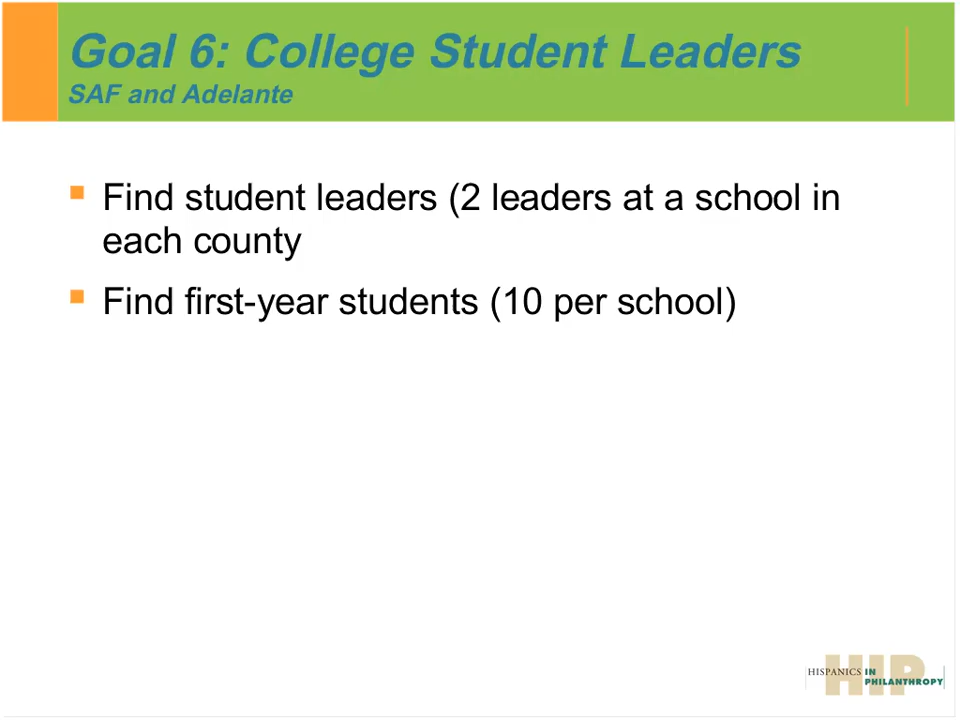 Goal 6: College Student Leaders
SAF and Adelante
Find student leaders (2 leaders at a school in
each county
Find first-year students (10 per school)
HIP
HISPANICS IN
PHILANTHROPY